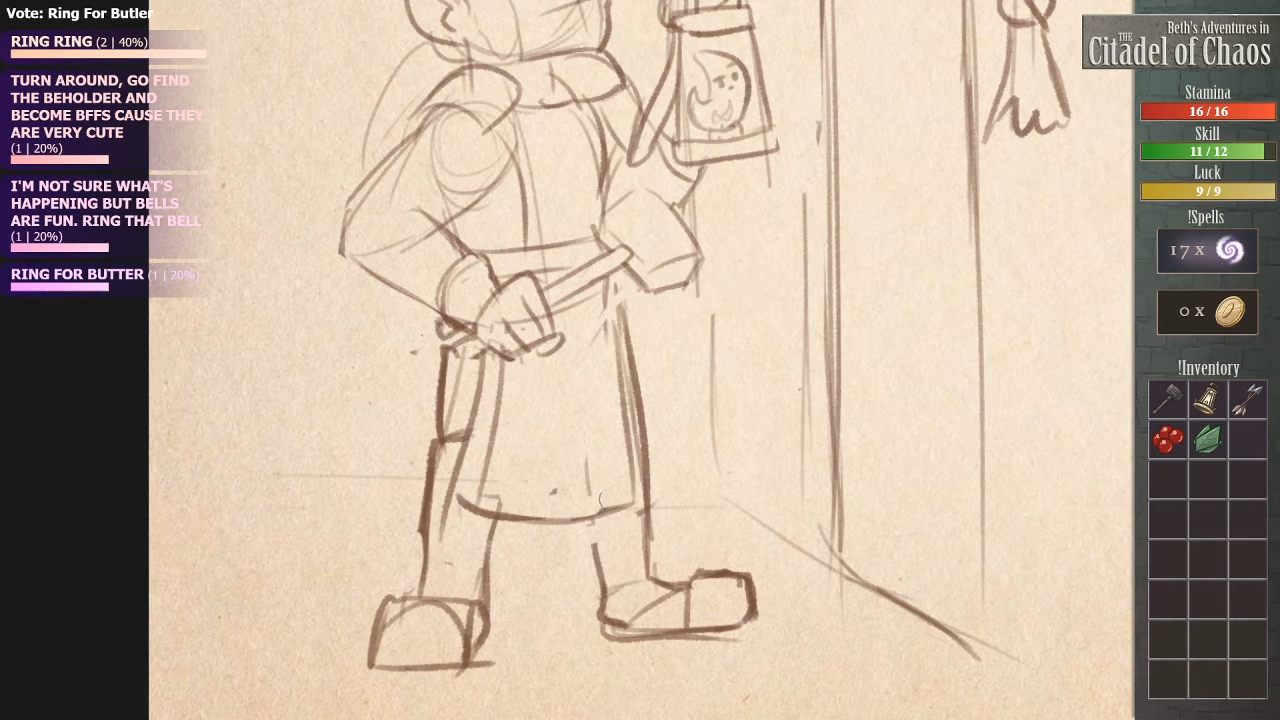 Vote: Ring For Butler
RING RING (2 | 40%)
TURN AROUND, GO FIND
THE BEHOLDER AND
BECOME BFFS CAUSE THEY
ARE VERY CUTE
(1 | 20%)
I'M NOT SURE WHAT'S
HAPPENING BUT BELLS
ARE FUN. RING THAT BELL
(1 | 20%)
RING FOR BUTTER (1 | 20%)
Beth's Adventures in
THE
Citadel of Chaos
Stamina
16 / 16
Skill
11 / 12
Luck
9 / 9
!Spells
17 x
0 x
!Inventory